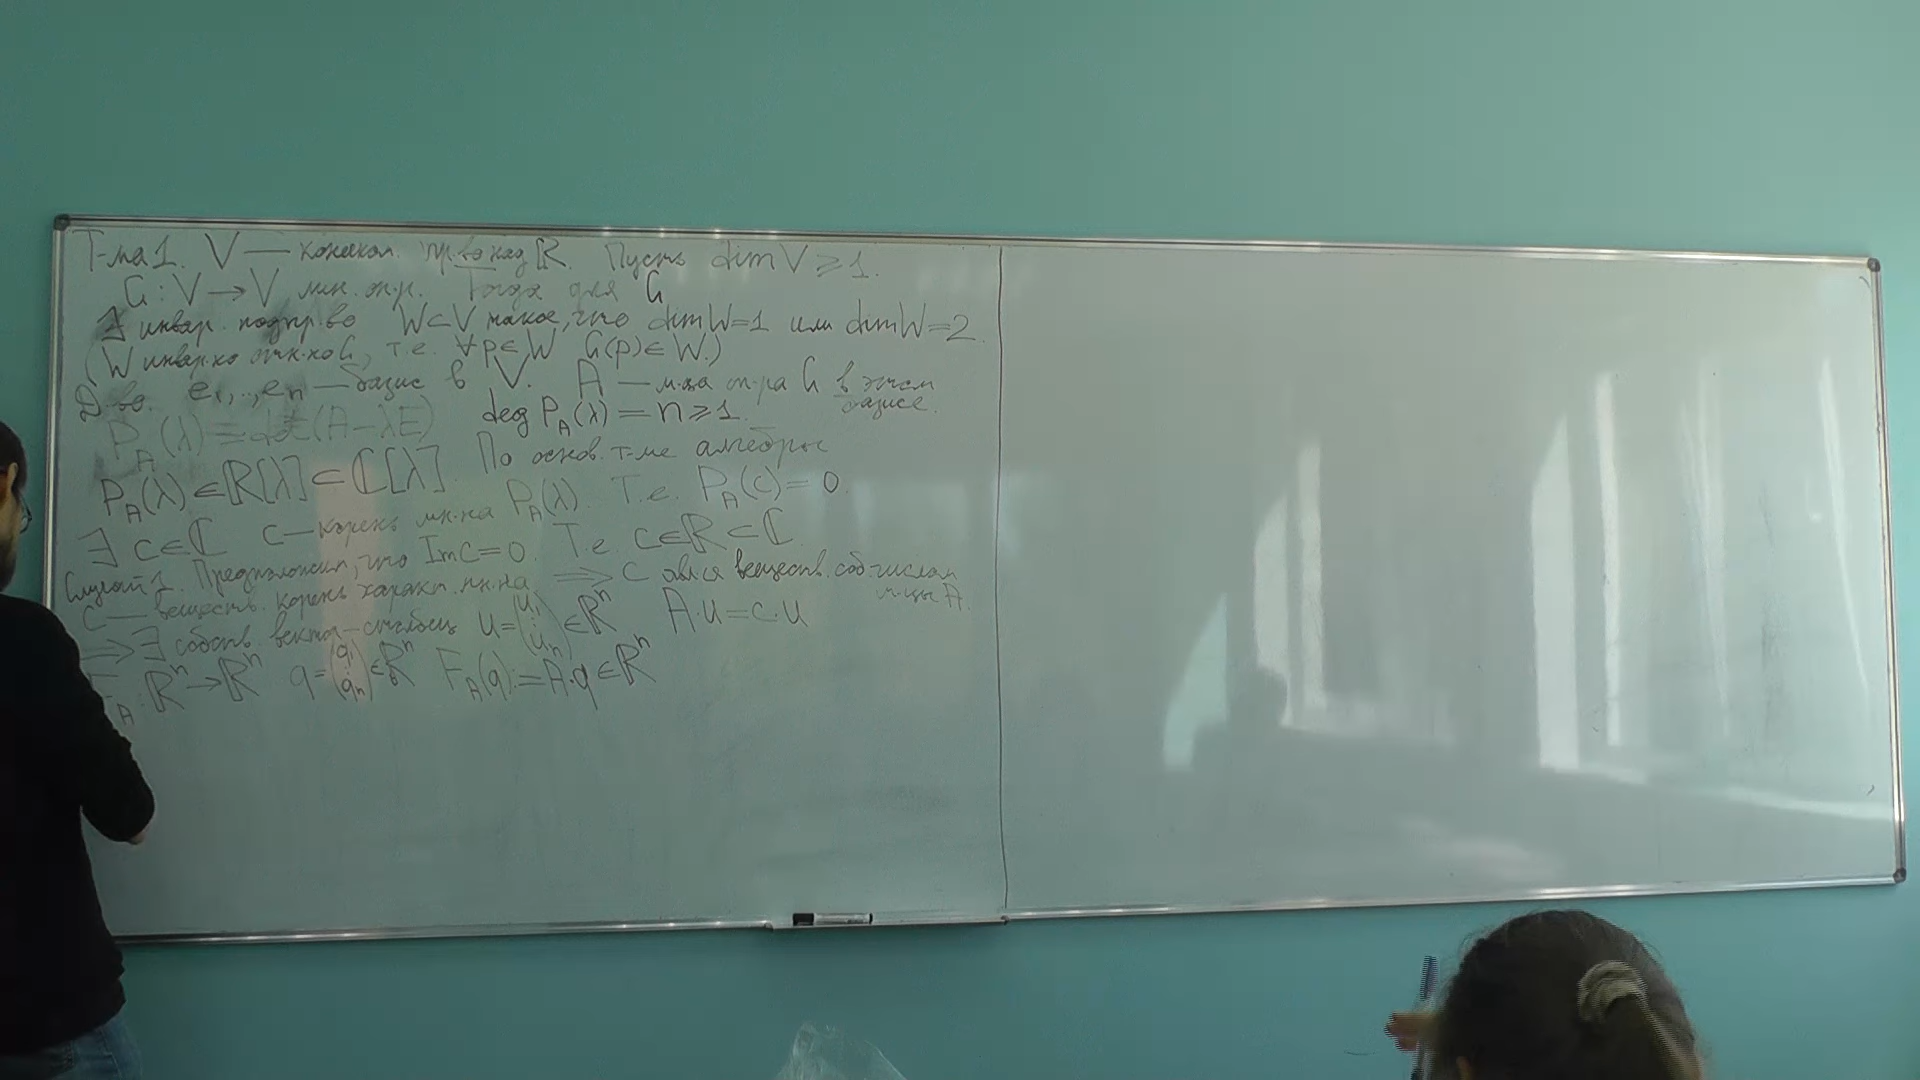 Т-ма 1. V — конечном. пр-во над ℝ. Пусть dim V ≥ 1.
G : V → V лин. оп-р. Тогда для G
∃ инвар. подпр-во W ⊂ V такое, что dim W = 1 или dim W = 2.
(W инвар-но отн-но G, т.е. ∀p ∈ W G(p) ∈ W.)
Д-во. e₁,..,eₙ — базис в V. A — м-ца оп-ра G в этом базисе.
P_A(λ) = det(A − λE) deg P_A(λ) = n ≥ 1.
P_A(λ) ∈ ℝ[λ] ⊂ ℂ[λ]. По основ. т-ме алгебры
∃ c ∈ ℂ c — корень мн-на P_A(λ). Т.е. P_A(c) = 0.
Случай 1. Предположим, что Im c = 0. Т.е. c ∈ ℝ ⊂ ℂ.
c — веществ. корень характ. мн-на ⟹ c явл-ся веществ. соб. числом м-цы A.
⟹ ∃ собств. вектор-столбец u = (u₁ ⋮ uₙ) ∈ ℝⁿ A·u = c·u
F_A : ℝⁿ → ℝⁿ q = (q₁ ⋮ qₙ) ∈ ℝⁿ F_A(q) := A·q ∈ ℝⁿ